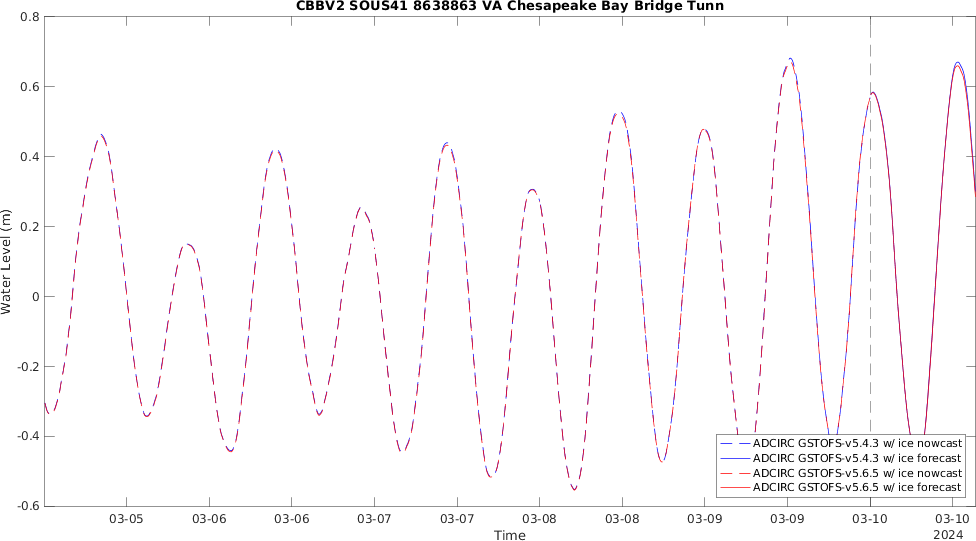 CBBV2 SOUS41 8638863 VA Chesapeake Bay Bridge Tunn
0.8
0.6
0.4
0.2
0
-0.2
-0.4
-0.6
Water Level (m)
ADCIRC GSTOFS-v5.4.3 w/ ice nowcast
ADCIRC GSTOFS-v5.4.3 w/ ice forecast
ADCIRC GSTOFS-v5.6.5 w/ ice nowcast
ADCIRC GSTOFS-v5.6.5 w/ ice forecast
03-05 03-06 03-06 03-07 03-07 03-08 03-08 03-09 03-09 03-10 03-10
Time
2024